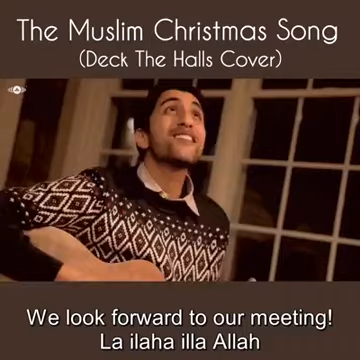 The Muslim Christmas Song
(Deck The Halls Cover)
We look forward to our meeting!
La ilaha illa Allah